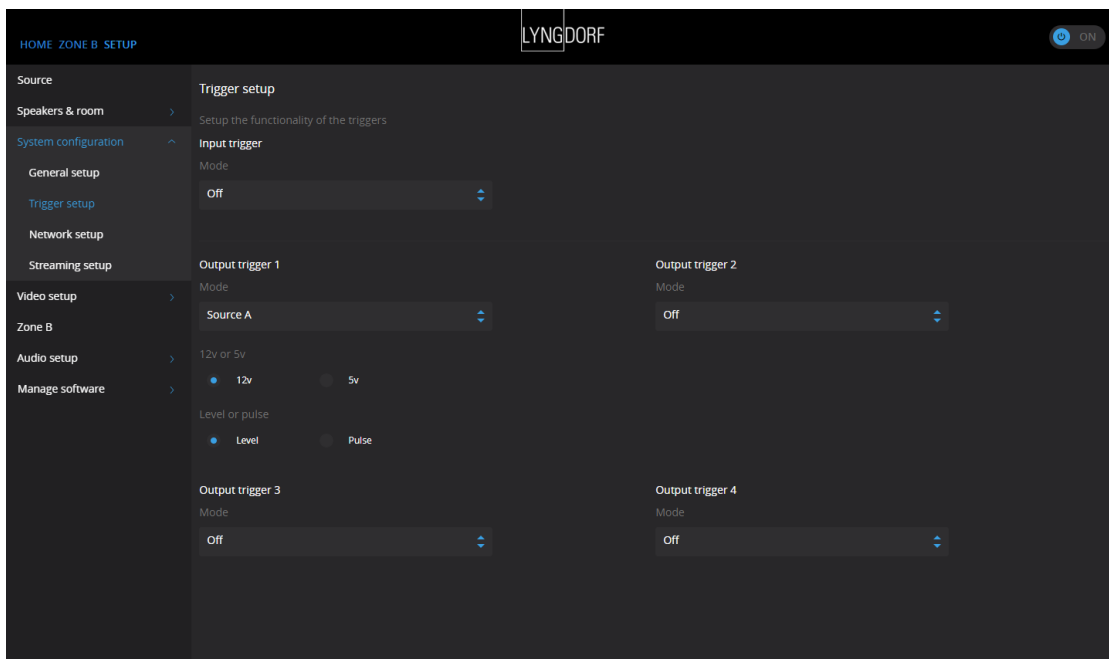 HOME ZONE B SETUP
LYNGDORF
ON
Source
Speakers & room
System configuration
General setup
Trigger setup
Network setup
Streaming setup
Video setup
Zone B
Audio setup
Manage software
Trigger setup
Setup the functionality of the triggers
Input trigger
Mode
Off
Output trigger 1
Mode
Source A
12v or 5v
12v 5v
Level or pulse
Level Pulse
Output trigger 2
Mode
Off
Output trigger 3
Mode
Off
Output trigger 4
Mode
Off